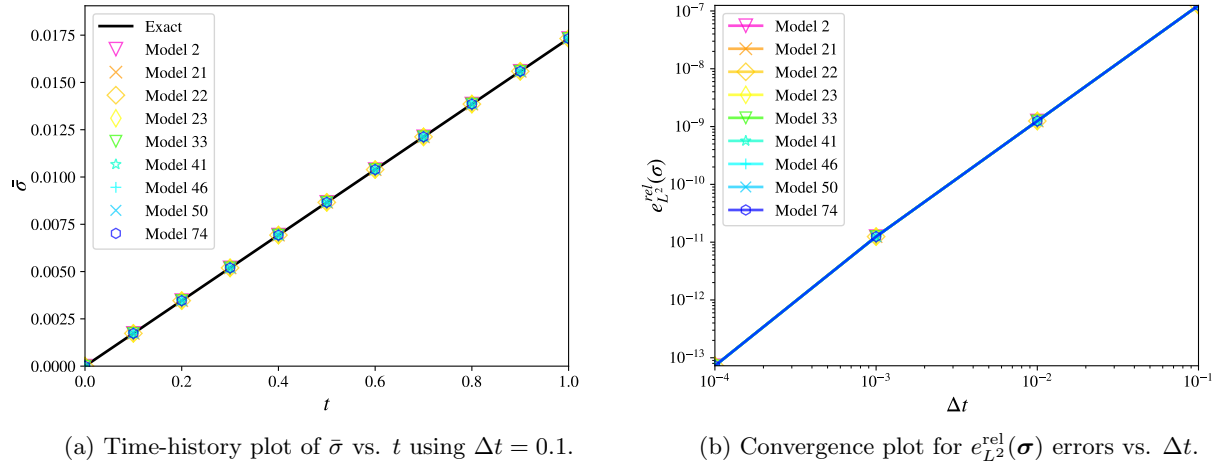 Exact
Model 2
Model 21
Model 22
Model 23
Model 33
Model 41
Model 46
Model 50
Model 74
0.0175
0.0150
0.0125
0.0100
0.0075
0.0050
0.0025
0.0000
σ̄
0.0 0.2 0.4 0.6 0.8 1.0
t
(a) Time-history plot of σ̄ vs. t using Δt = 0.1.
Model 2
Model 21
Model 22
Model 23
Model 33
Model 41
Model 46
Model 50
Model 74
10⁻⁷
10⁻⁸
10⁻⁹
10⁻¹⁰
10⁻¹¹
10⁻¹²
10⁻¹³
e_{L²}^{rel}(σ)
10⁻⁴ 10⁻³ 10⁻² 10⁻¹
Δt
(b) Convergence plot for e_{L²}^{rel}(σ) errors vs. Δt.